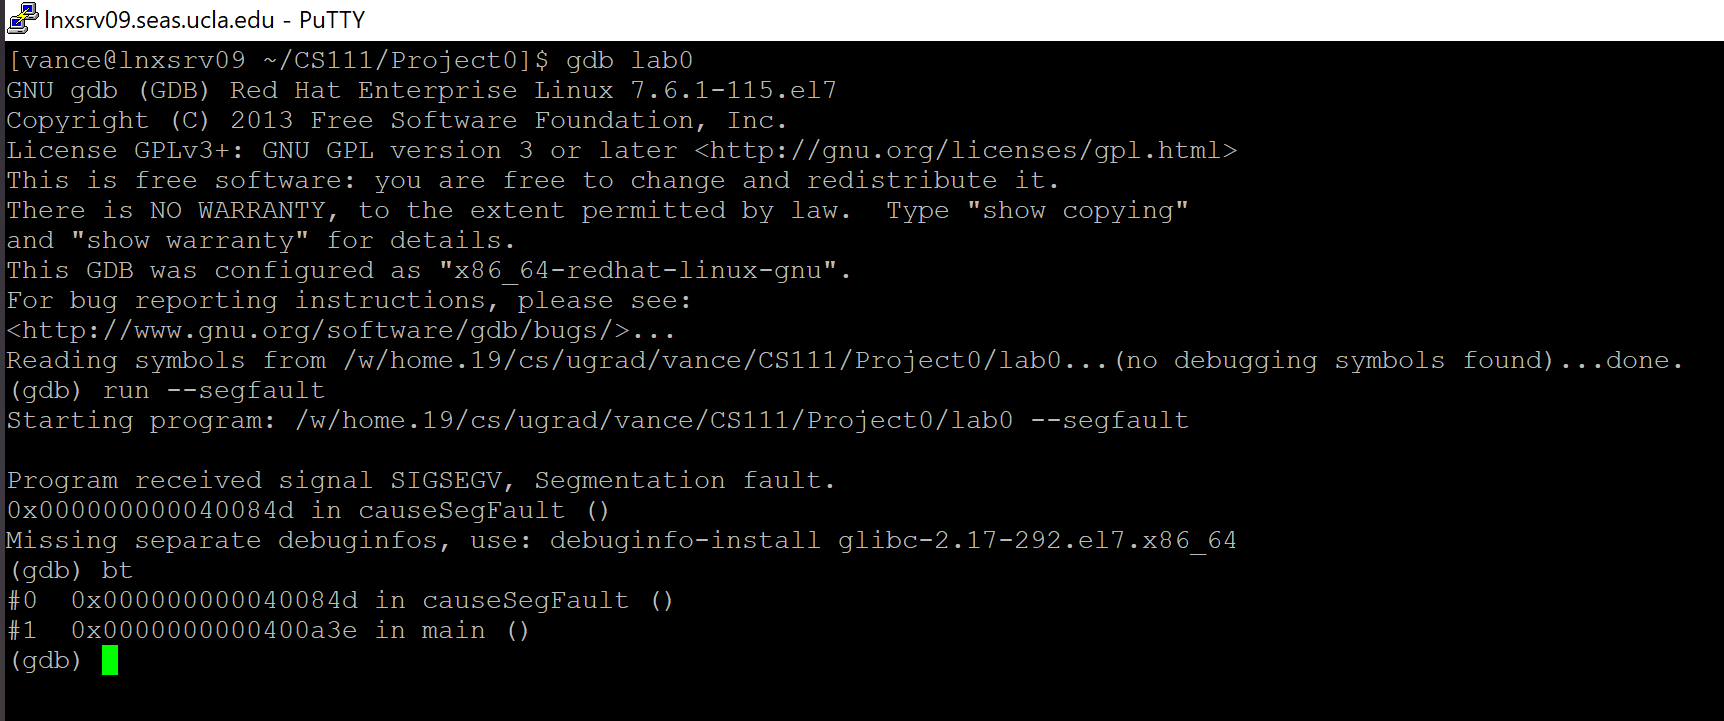 lnxsrv09.seas.ucla.edu - PuTTY
[vance@lnxsrv09 ~/CS111/Project0]$ gdb lab0
GNU gdb (GDB) Red Hat Enterprise Linux 7.6.1-115.el7
Copyright (C) 2013 Free Software Foundation, Inc.
License GPLv3+: GNU GPL version 3 or later <http://gnu.org/licenses/gpl.html>
This is free software: you are free to change and redistribute it.
There is NO WARRANTY, to the extent permitted by law.  Type "show copying"
and "show warranty" for details.
This GDB was configured as "x86_64-redhat-linux-gnu".
For bug reporting instructions, please see:
<http://www.gnu.org/software/gdb/bugs/>...
Reading symbols from /w/home.19/cs/ugrad/vance/CS111/Project0/lab0...(no debugging symbols found)...done.
(gdb) run --segfault
Starting program: /w/home.19/cs/ugrad/vance/CS111/Project0/lab0 --segfault
Program received signal SIGSEGV, Segmentation fault.
0x000000000040084d in causeSegFault ()
Missing separate debuginfos, use: debuginfo-install glibc-2.17-292.el7.x86_64
(gdb) bt
#0  0x000000000040084d in causeSegFault ()
#1  0x0000000000400a3e in main ()
(gdb)